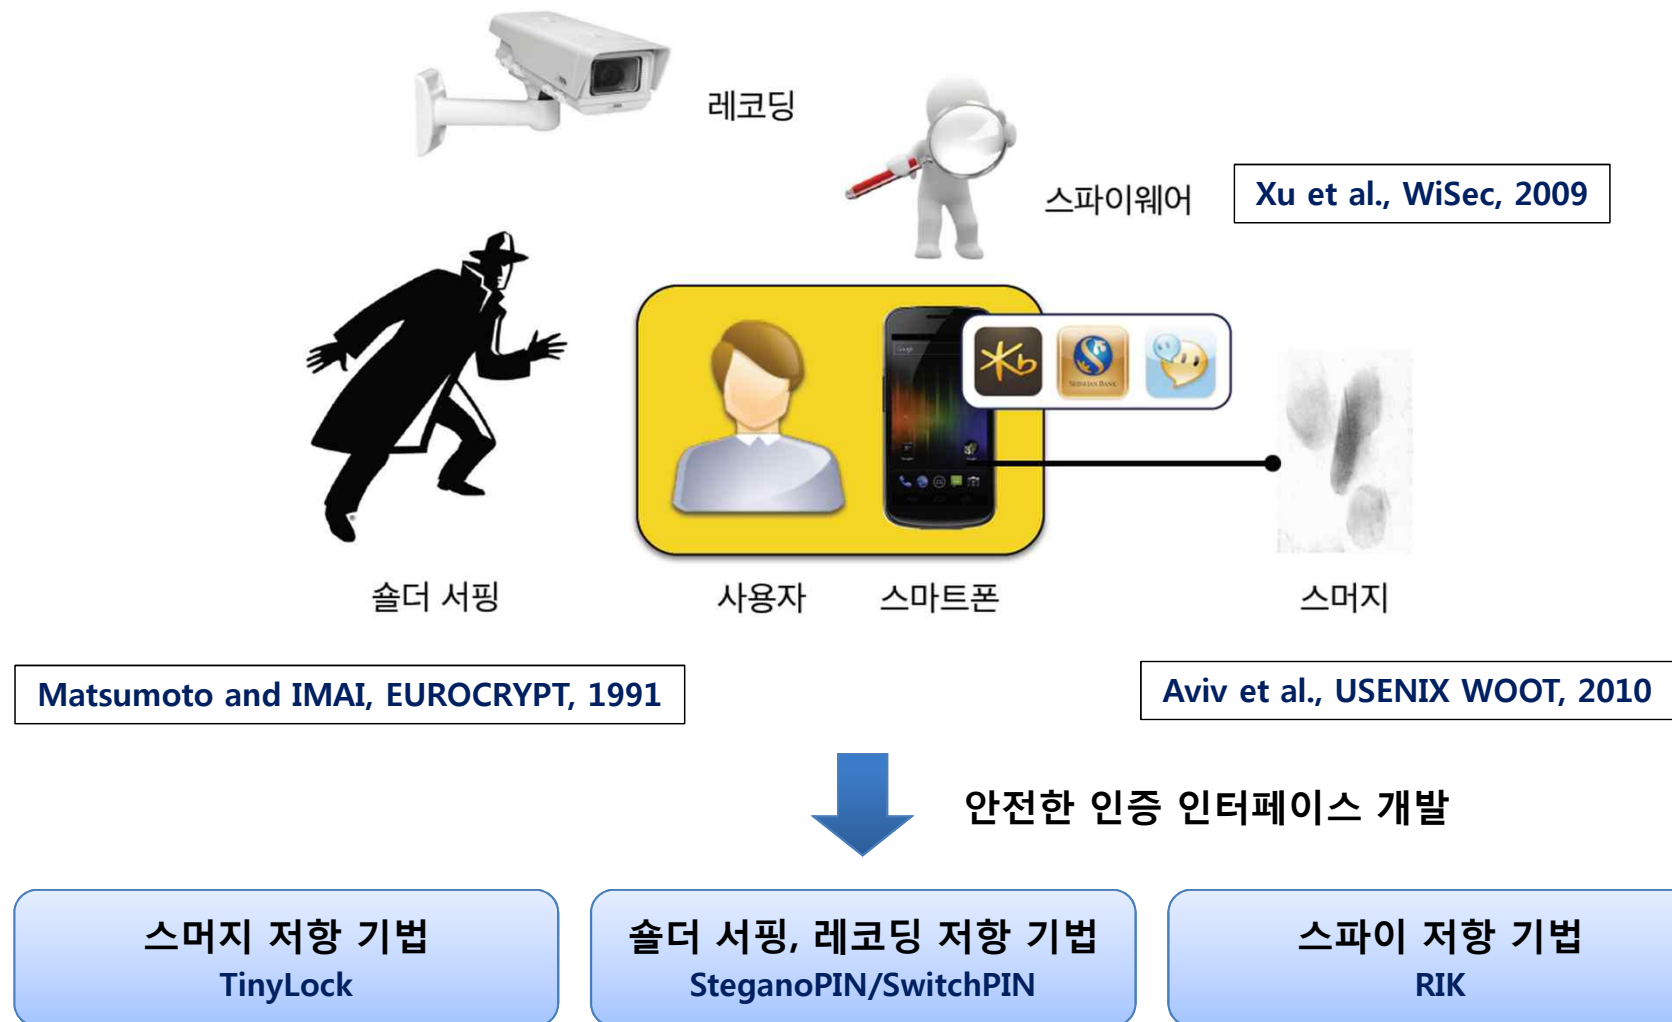 레코딩
스파이웨어
Xu et al., WiSec, 2009
Google
SHINHAN BANK
숄더 서핑
사용자
스마트폰
스머지
Matsumoto and IMAI, EUROCRYPT, 1991
Aviv et al., USENIX WOOT, 2010
안전한 인증 인터페이스 개발
스머지 저항 기법
TinyLock
숄더 서핑, 레코딩 저항 기법
SteganoPIN/SwitchPIN
스파이 저항 기법
RIK